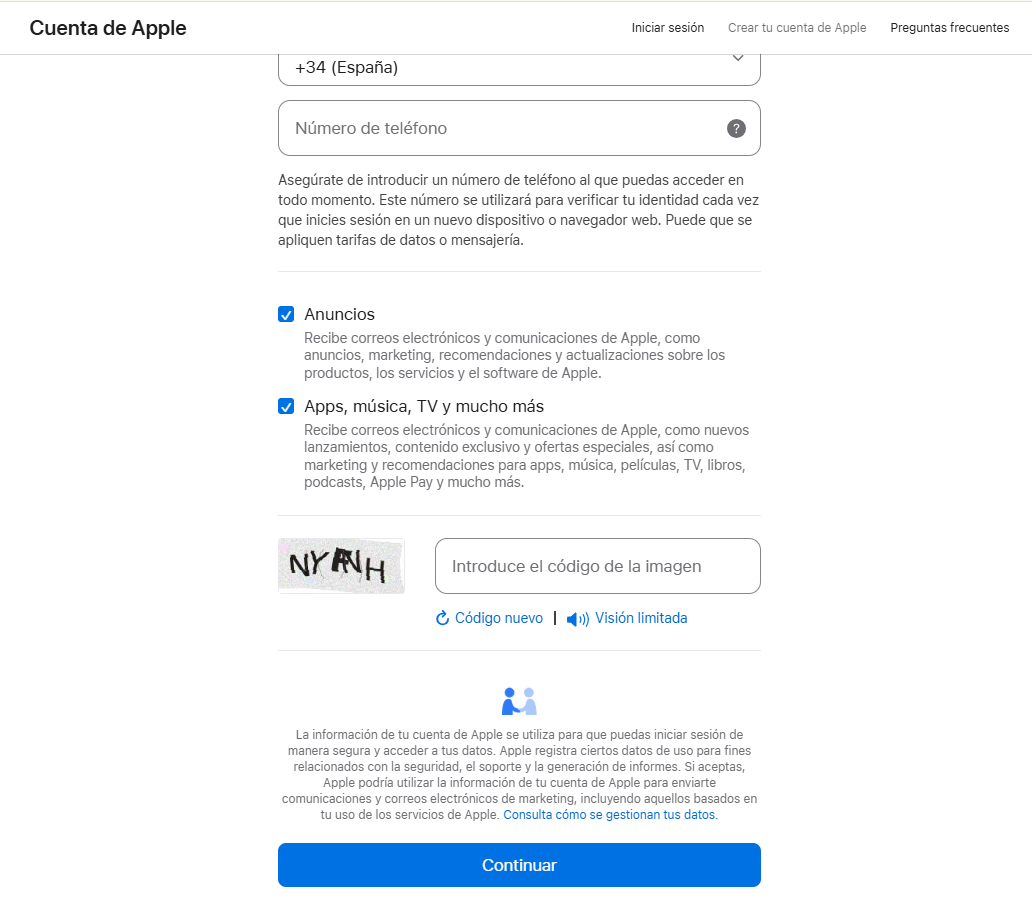 Cuenta de Apple
Iniciar sesión
Crear tu cuenta de Apple
Preguntas frecuentes
+34 (España)
Número de teléfono
?
Asegúrate de introducir un número de teléfono al que puedas acceder en
todo momento. Este número se utilizará para verificar tu identidad cada vez
que inicies sesión en un nuevo dispositivo o navegador web. Puede que se
apliquen tarifas de datos o mensajería.
Anuncios
Recibe correos electrónicos y comunicaciones de Apple, como
anuncios, marketing, recomendaciones y actualizaciones sobre los
productos, los servicios y el software de Apple.
Apps, música, TV y mucho más
Recibe correos electrónicos y comunicaciones de Apple, como nuevos
lanzamientos, contenido exclusivo y ofertas especiales, así como
marketing y recomendaciones para apps, música, películas, TV, libros,
podcasts, Apple Pay y mucho más.
Introduce el código de la imagen
Código nuevo | Visión limitada
La información de tu cuenta de Apple se utiliza para que puedas iniciar sesión de
manera segura y acceder a tus datos. Apple registra ciertos datos de uso para fines
relacionados con la seguridad, el soporte y la generación de informes. Si aceptas,
Apple podría utilizar la información de tu cuenta de Apple para enviarte
comunicaciones y correos electrónicos de marketing, incluyendo aquellos basados en
tu uso de los servicios de Apple. Consulta cómo se gestionan tus datos.
Continuar